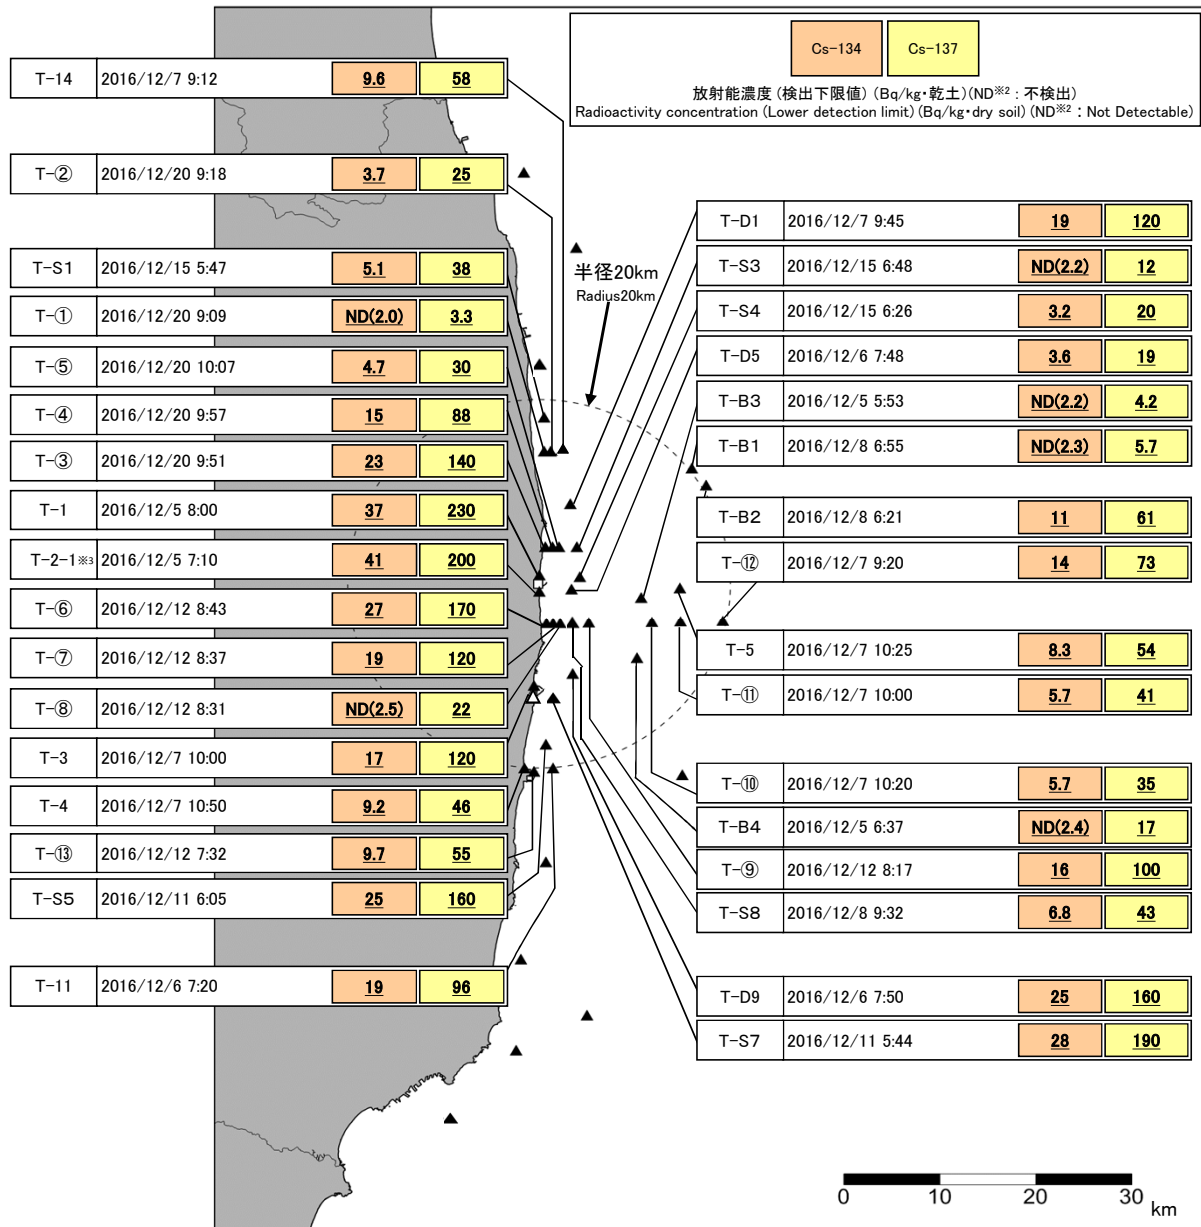 Cs-134 Cs-137
放射能濃度（検出下限値）（Bq/kg・乾土）（ND※2：不検出）
Radioactivity concentration (Lower detection limit) (Bq/kg・dry soil) (ND※2：Not Detectable)
T-14 2016/12/7 9:12 9.6 58
T-② 2016/12/20 9:18 3.7 25
T-S1 2016/12/15 5:47 5.1 38
T-① 2016/12/20 9:09 ND(2.0) 3.3
T-⑤ 2016/12/20 10:07 4.7 30
T-④ 2016/12/20 9:57 15 88
T-③ 2016/12/20 9:51 23 140
T-1 2016/12/5 8:00 37 230
T-2-1※3 2016/12/5 7:10 41 200
T-⑥ 2016/12/12 8:43 27 170
T-⑦ 2016/12/12 8:37 19 120
T-⑧ 2016/12/12 8:31 ND(2.5) 22
T-3 2016/12/7 10:00 17 120
T-4 2016/12/7 10:50 9.2 46
T-⑬ 2016/12/12 7:32 9.7 55
T-S5 2016/12/11 6:05 25 160
T-11 2016/12/6 7:20 19 96
半径20km
Radius20km
T-D1 2016/12/7 9:45 19 120
T-S3 2016/12/15 6:48 ND(2.2) 12
T-S4 2016/12/15 6:26 3.2 20
T-D5 2016/12/6 7:48 3.6 19
T-B3 2016/12/5 5:53 ND(2.2) 4.2
T-B1 2016/12/8 6:55 ND(2.3) 5.7
T-B2 2016/12/8 6:21 11 61
T-⑫ 2016/12/7 9:20 14 73
T-5 2016/12/7 10:25 8.3 54
T-⑪ 2016/12/7 10:00 5.7 41
T-⑩ 2016/12/7 10:20 5.7 35
T-B4 2016/12/5 6:37 ND(2.4) 17
T-⑨ 2016/12/12 8:17 16 100
T-S8 2016/12/8 9:32 6.8 43
T-D9 2016/12/6 7:50 25 160
T-S7 2016/12/11 5:44 28 190
0 10 20 30 km